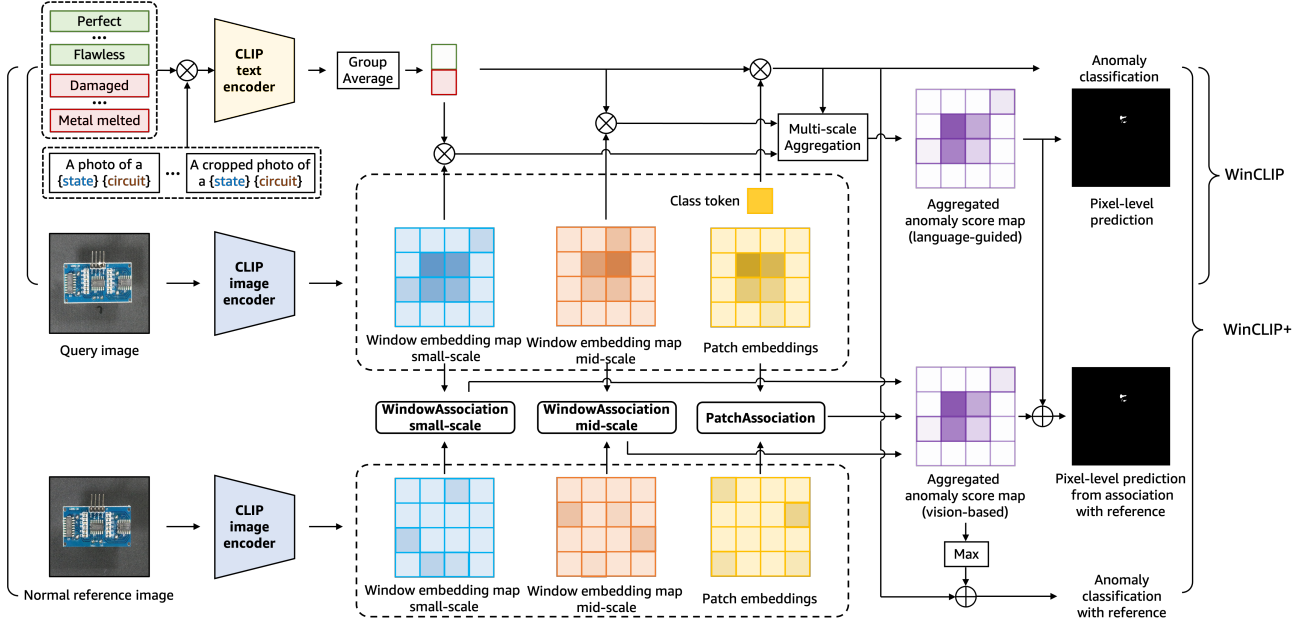 Perfect
...
Flawless
Damaged
...
Metal melted
CLIP
text
encoder
Group
Average
A photo of a
{state} {circuit}
...
A cropped photo of
a {state} {circuit}
Multi-scale
Aggregation
Aggregated
anomaly score map
(language-guided)
Anomaly
classification
Pixel-level
prediction
WinCLIP
Class token
Query image
CLIP
image
encoder
Window embedding map
small-scale
Window embedding map
mid-scale
Patch embeddings
WinCLIP+
WindowAssociation
small-scale
WindowAssociation
mid-scale
PatchAssociation
Aggregated
anomaly score map
(vision-based)
Pixel-level prediction
from association
with reference
Normal reference image
CLIP
image
encoder
Window embedding map
small-scale
Window embedding map
mid-scale
Patch embeddings
Max
Anomaly
classification
with reference